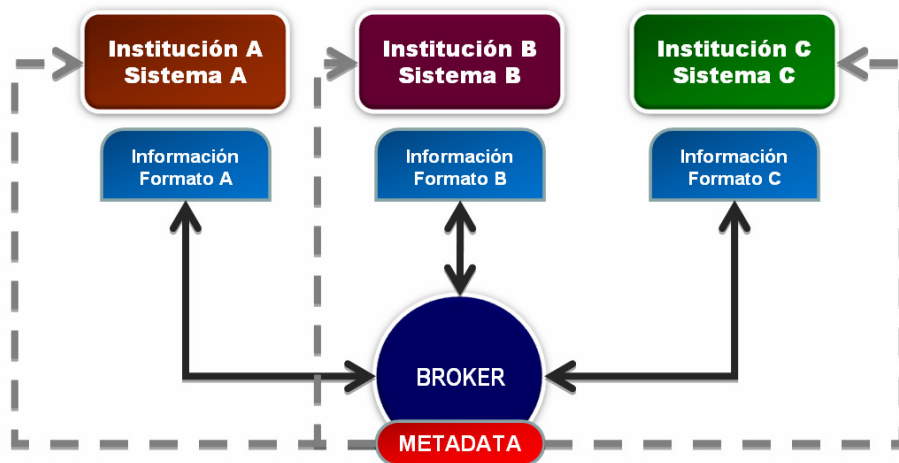 Institución A
Sistema A
Institución B
Sistema B
Institución C
Sistema C
Información
Formato A
Información
Formato B
Información
Formato C
BROKER
METADATA